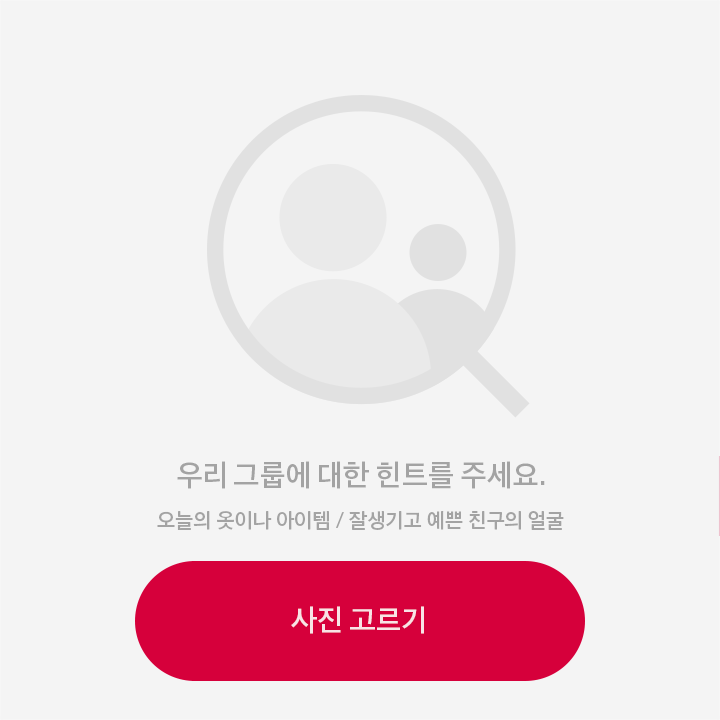 우리 그룹에 대한 힌트를 주세요.
오늘의 옷이나 아이템 / 잘생기고 예쁜 친구의 얼굴
사진 고르기